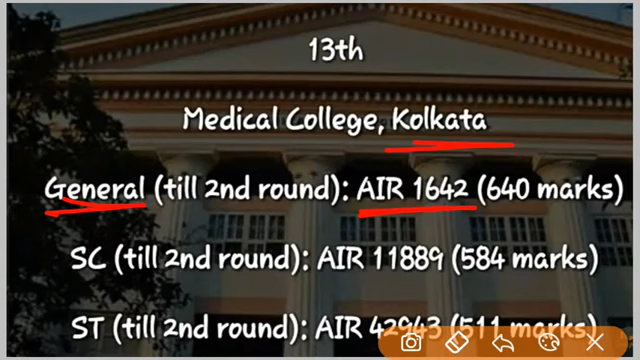 13th
Medical College, Kolkata
General (till 2nd round): AIR 1642 (640 marks)
SC (till 2nd round): AIR 11889 (584 marks)
ST (till 2nd round): AIR 42943 (511 marks)